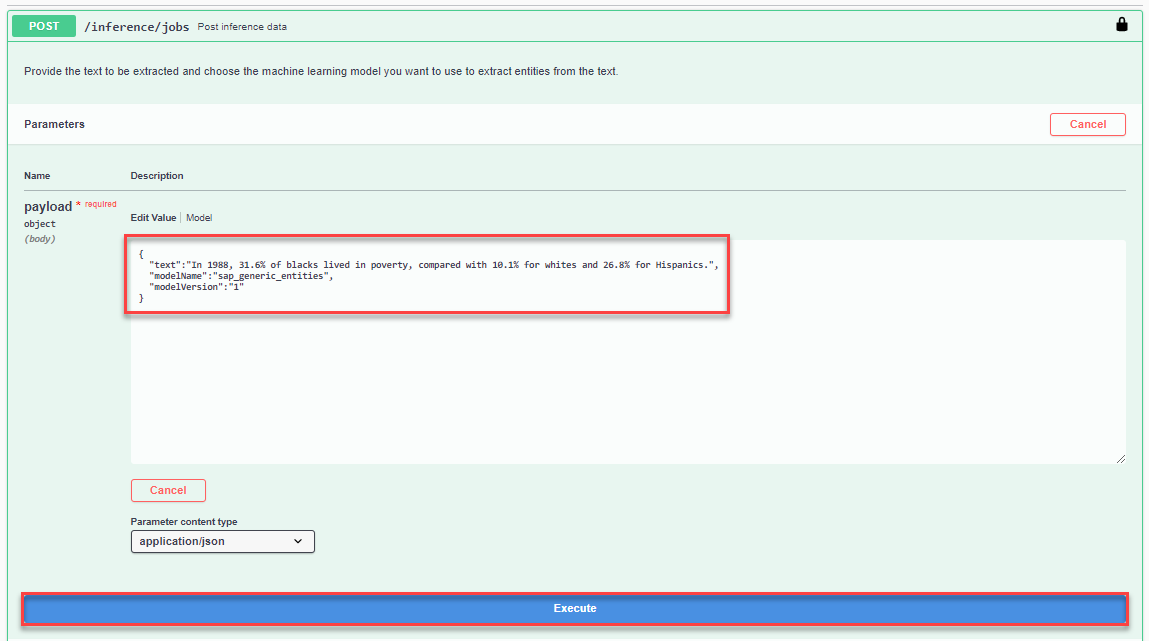 POST /inference/jobs Post inference data
Provide the text to be extracted and choose the machine learning model you want to use to extract entities from the text.
Parameters Cancel
Name Description
payload * required
object
(body)
Edit Value Model
{
"text":"In 1988, 31.6% of blacks lived in poverty, compared with 10.1% for whites and 26.8% for Hispanics.",
"modelName":"sap_generic_entities",
"modelVersion":"1"
}
Cancel
Parameter content type
application/json
Execute